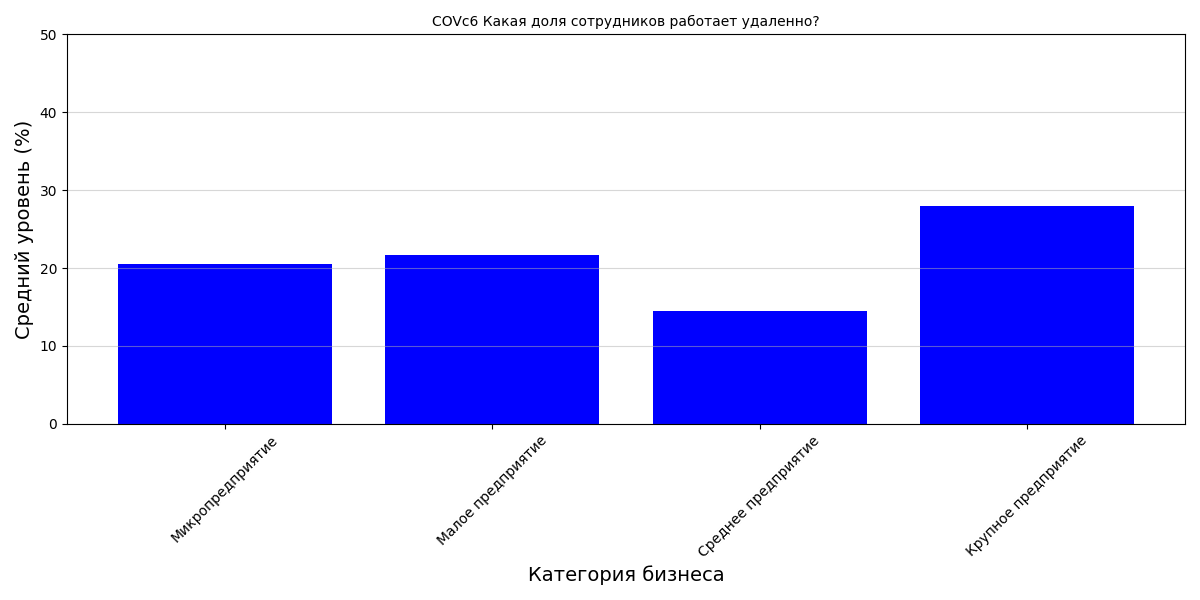 COVc6 Какая доля сотрудников работает удаленно?
50
40
30
20
10
0
Средний уровень (%)
Микропредприятие
Малое предприятие
Среднее предприятие
Крупное предприятие
Категория бизнеса